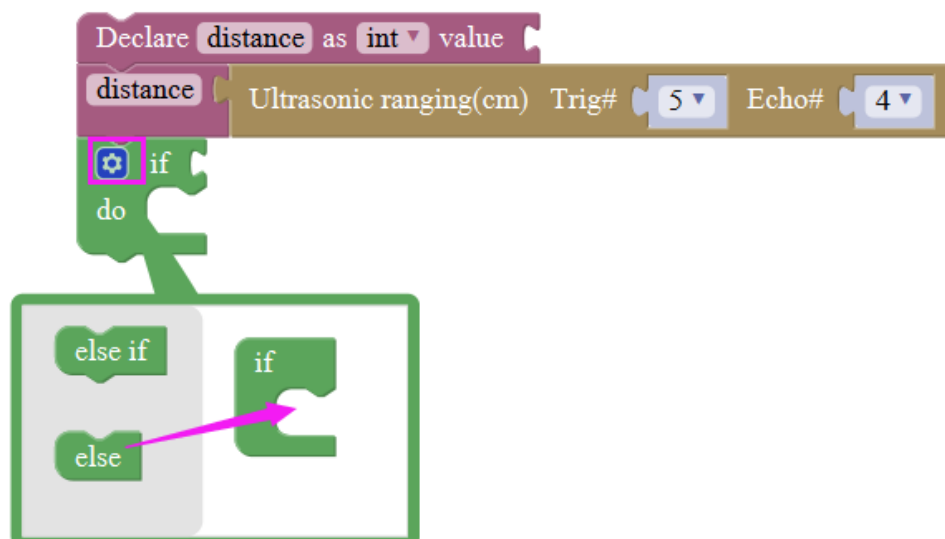 Declare distance as int value
distance Ultrasonic ranging(cm) Trig# 5 Echo# 4
if
do
else if
if
else